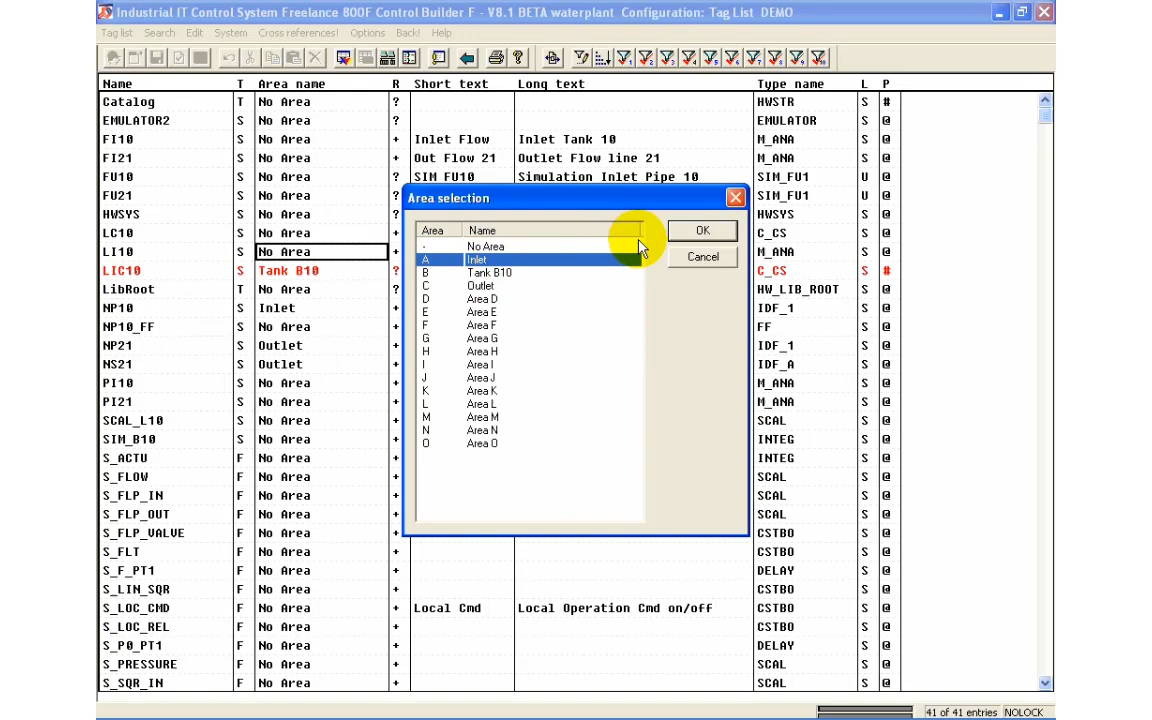 Industrial IT Control System Freelance 800F Control Builder F - V8.1 BETA waterplant Configuration: Tag List DEMO
Tag list Search Edit System Cross references! Options Back! Help
Name T Area name R Short text Long text Type name L P
Catalog T No Area ? HWSTR S #
EMULATOR2 S No Area ? EMULATOR S @
FI10 S No Area + Inlet Flow Inlet Tank 10 M_ANA S @
FI21 S No Area + Out Flow 21 Outlet Flow line 21 M_ANA S @
FU10 S No Area ? SIM FU10 Simulation Inlet Pipe 10 SIM_FU1 U @
FU21 S No Area ? SIM_FU1 U @
HWSYS S No Area ? HWSYS S @
LC10 S No Area + C_CS S @
LI10 S No Area + M_ANA S @
LIC10 S Tank B10 ? C_CS S #
LibRoot T No Area ? HW_LIB_ROOT S @
NP10 S Inlet + IDF_1 S @
NP10_FF S No Area + FF S @
NP21 S Outlet + IDF_1 S @
NS21 S Outlet + IDF_A S @
PI10 S No Area + M_ANA S @
PI21 S No Area + M_ANA S @
SCAL_L10 S No Area + SCAL S @
SIM_B10 S No Area + INTEG S @
S_ACTU F No Area + INTEG S @
S_FLOW F No Area + SCAL S @
S_FLP_IN F No Area + SCAL S @
S_FLP_OUT F No Area + SCAL S @
S_FLP_VALVE F No Area + CSTBO S @
S_FLT F No Area + CSTBO S @
S_F_PT1 F No Area + DELAY S @
S_LIN_SQR F No Area + CSTBO S @
S_LOC_CMD F No Area + Local Cmd Local Operation Cmd on/off CSTBO S @
S_LOC_REL F No Area + CSTBO S @
S_P0_PT1 F No Area + DELAY S @
S_PRESSURE F No Area + SCAL S @
S_SQR_IN F No Area + SCAL S @
Area selection
Area Name
- No Area
A Inlet
B Tank B10
C Outlet
D Area D
E Area E
F Area F
G Area G
H Area H
I Area I
J Area J
K Area K
L Area L
M Area M
N Area N
O Area O
OK
Cancel
41 of 41 entries NOLOCK